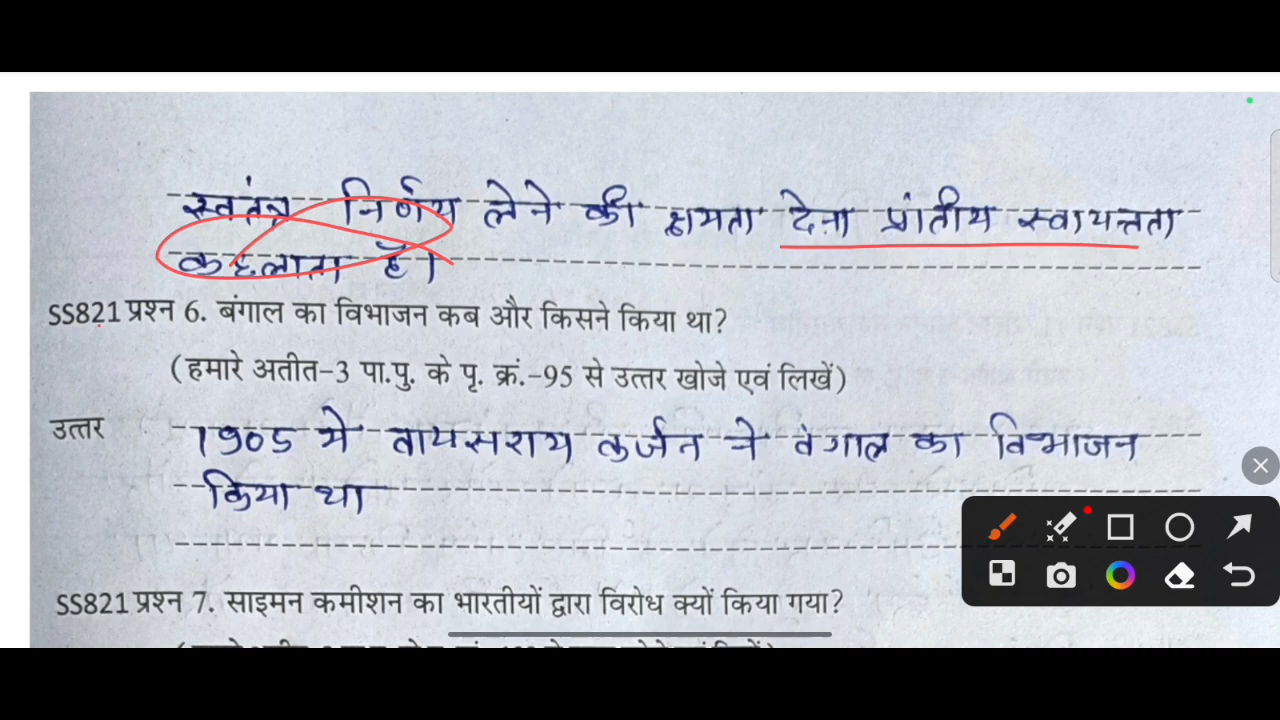 स्वतंत्र निर्णय लेने की क्षमता देना प्रांतीय स्वायत्तता
कहलाता है।
SS821 प्रश्न 6. बंगाल का विभाजन कब और किसने किया था?
(हमारे अतीत-3 पा.पु. के पृ. क्रं.-95 से उत्तर खोजे एवं लिखें)
उत्तर 1905 मे वायसराय कर्जन ने बंगाल का विभाजन
किया था
SS821 प्रश्न 7. साइमन कमीशन का भारतीयों द्वारा विरोध क्यों किया गया?